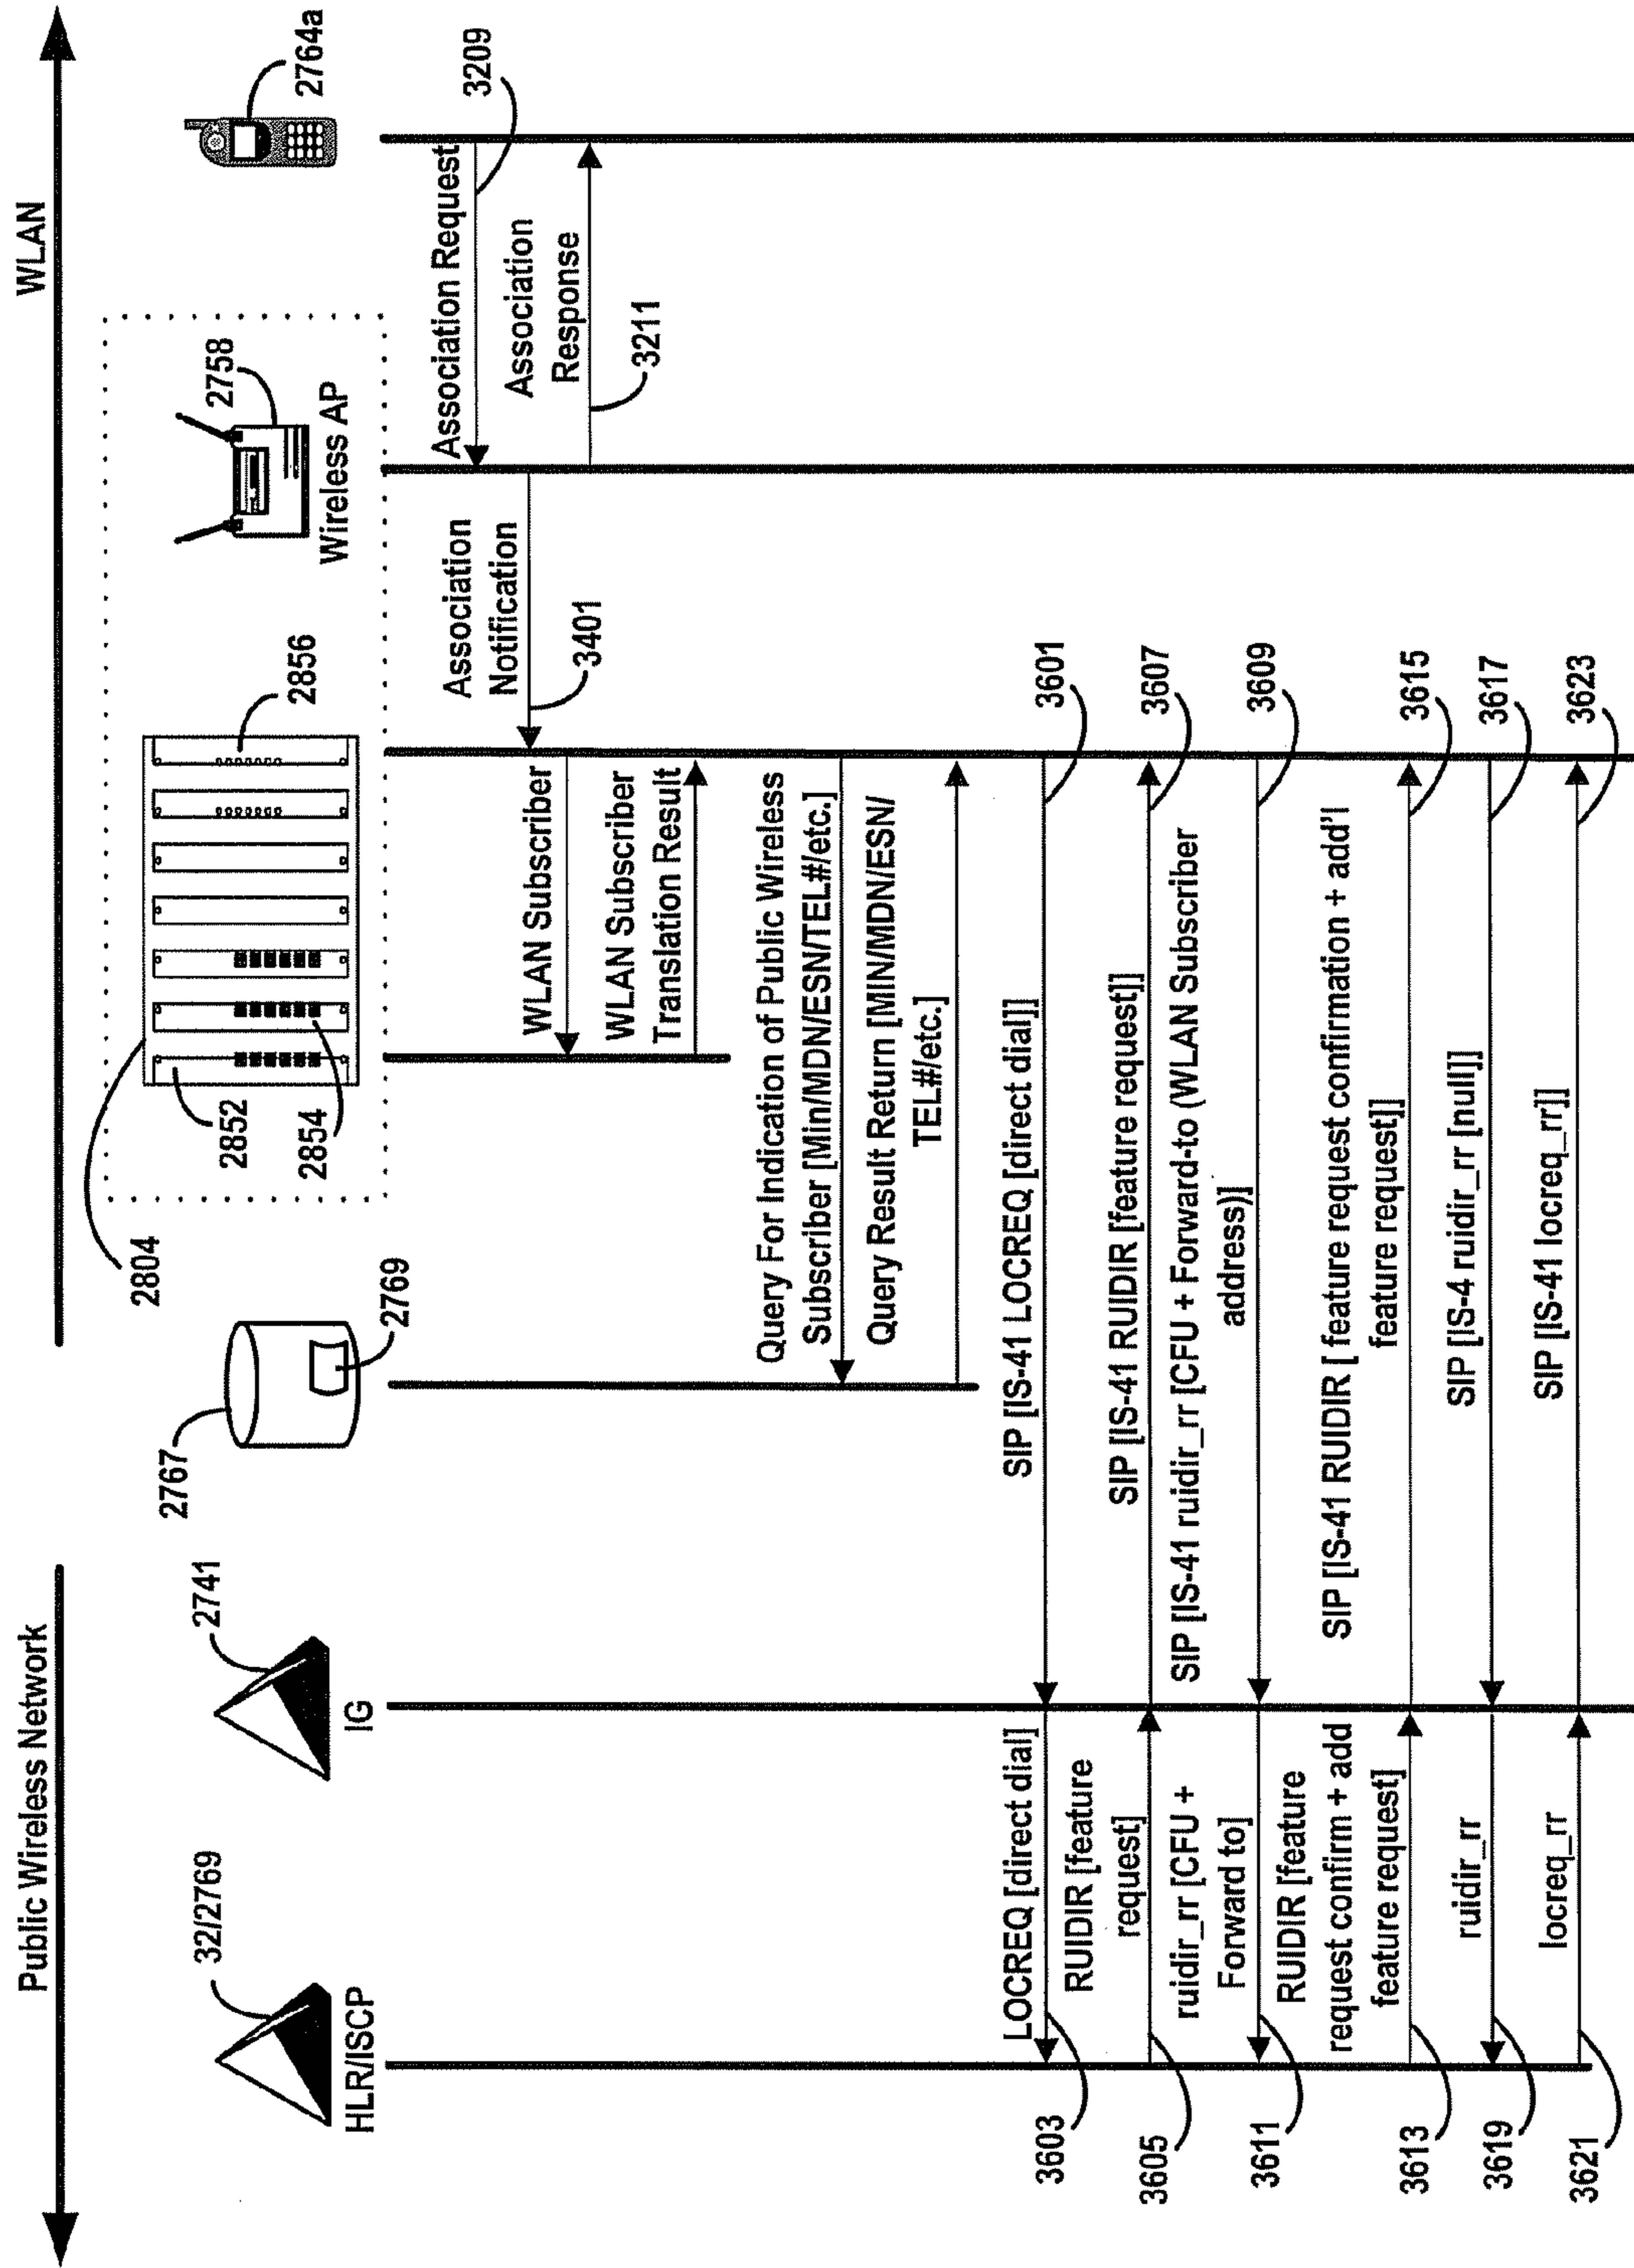 Public Wireless Network
WLAN
32/2769
HLR/ISCP
2741
IG
2767
2769
2804
2852
2854
2856
2758
Wireless AP
2764a
Association Request
3209
Association
Response
3211
Association
Notification
3401
WLAN Subscriber
WLAN Subscriber
Translation Result
Query For Indication of Public Wireless
Subscriber [Min/MDN/ESN/TEL#/etc.]
Query Result Return [MIN/MDN/ESN/
TEL#/etc.]
SIP [IS-41 LOCREQ [direct dial]]
3601
LOCREQ [direct dial]
3603
RUIDIR [feature
request]
3605
SIP [IS-41 RUIDIR [feature request]]
3607
SIP [IS-41 ruidir_rr [CFU + Forward-to (WLAN Subscriber
address)]
3609
ruidir_rr [CFU +
Forward to]
3611
RUIDIR [feature
request confirm + add
feature request]
3613
SIP [IS-41 RUIDIR [ feature request confirmation + add'l
feature request]]
3615
SIP [IS-4 ruidir_rr [null]]
3617
ruidir_rr
3619
locreq_rr
3621
SIP [IS-41 locreq_rr]]
3623